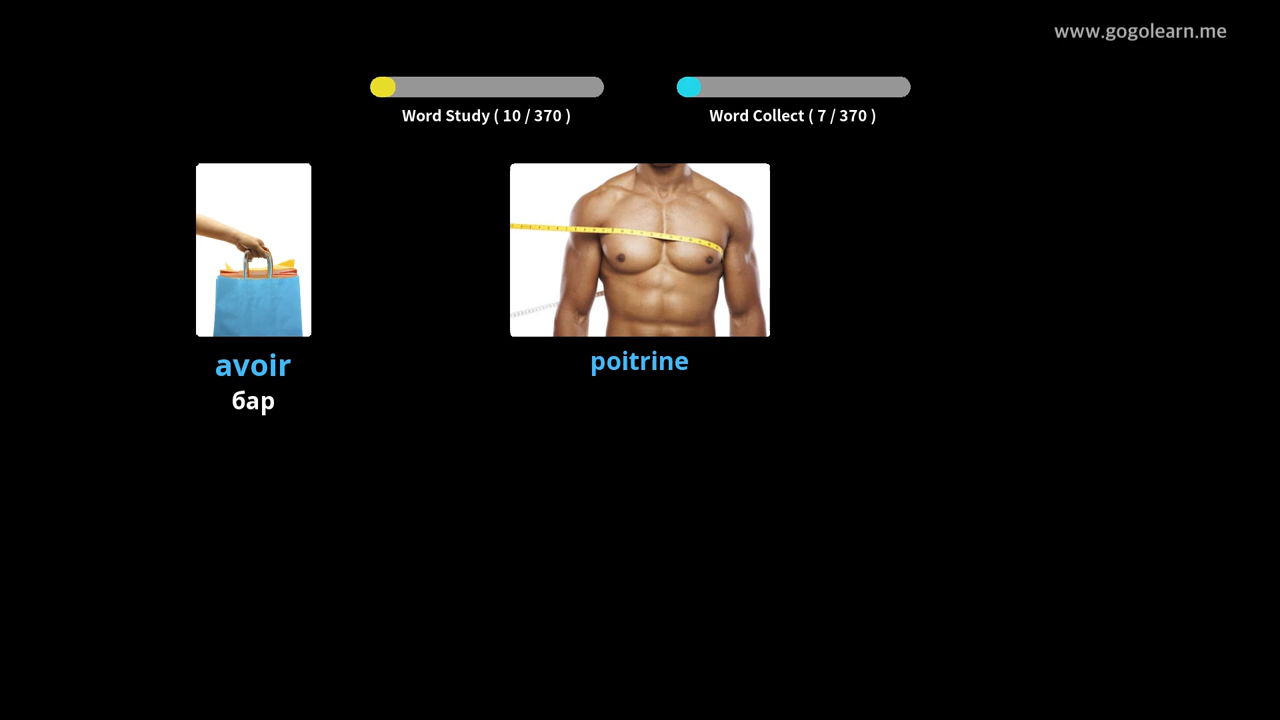 www.gogolearn.me
Word Study ( 10 / 370 )
Word Collect ( 7 / 370 )
avoir
бар
poitrine